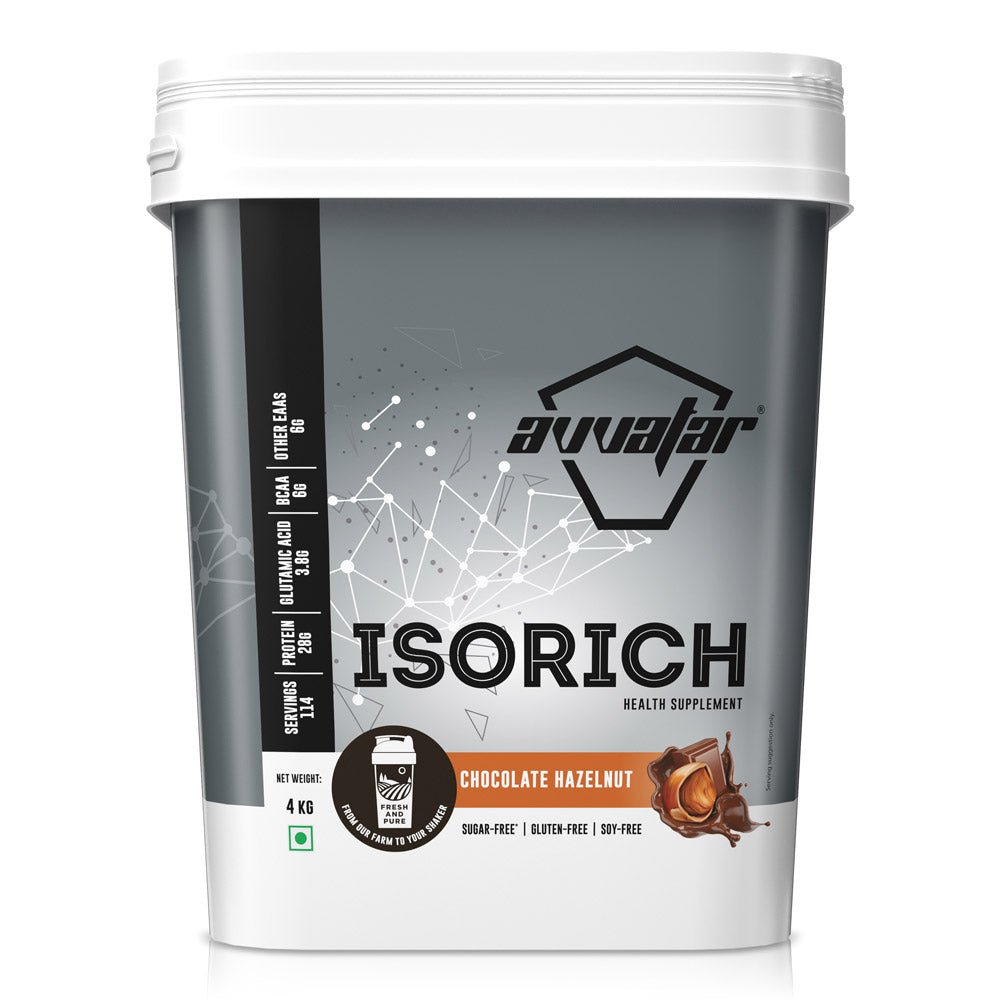 avvatar®
ISORICH
HEALTH SUPPLEMENT
SERVINGS
114
PROTEIN
28G
GLUTAMIC ACID
3.8G
BCAA
6G
OTHER EAAS
6G
NET WEIGHT:
4 KG
FRESH
AND
PURE
FROM OUR FARM TO YOUR SHAKER
CHOCOLATE HAZELNUT
SUGAR-FREE* | GLUTEN-FREE | SOY-FREE
Serving suggestion only.